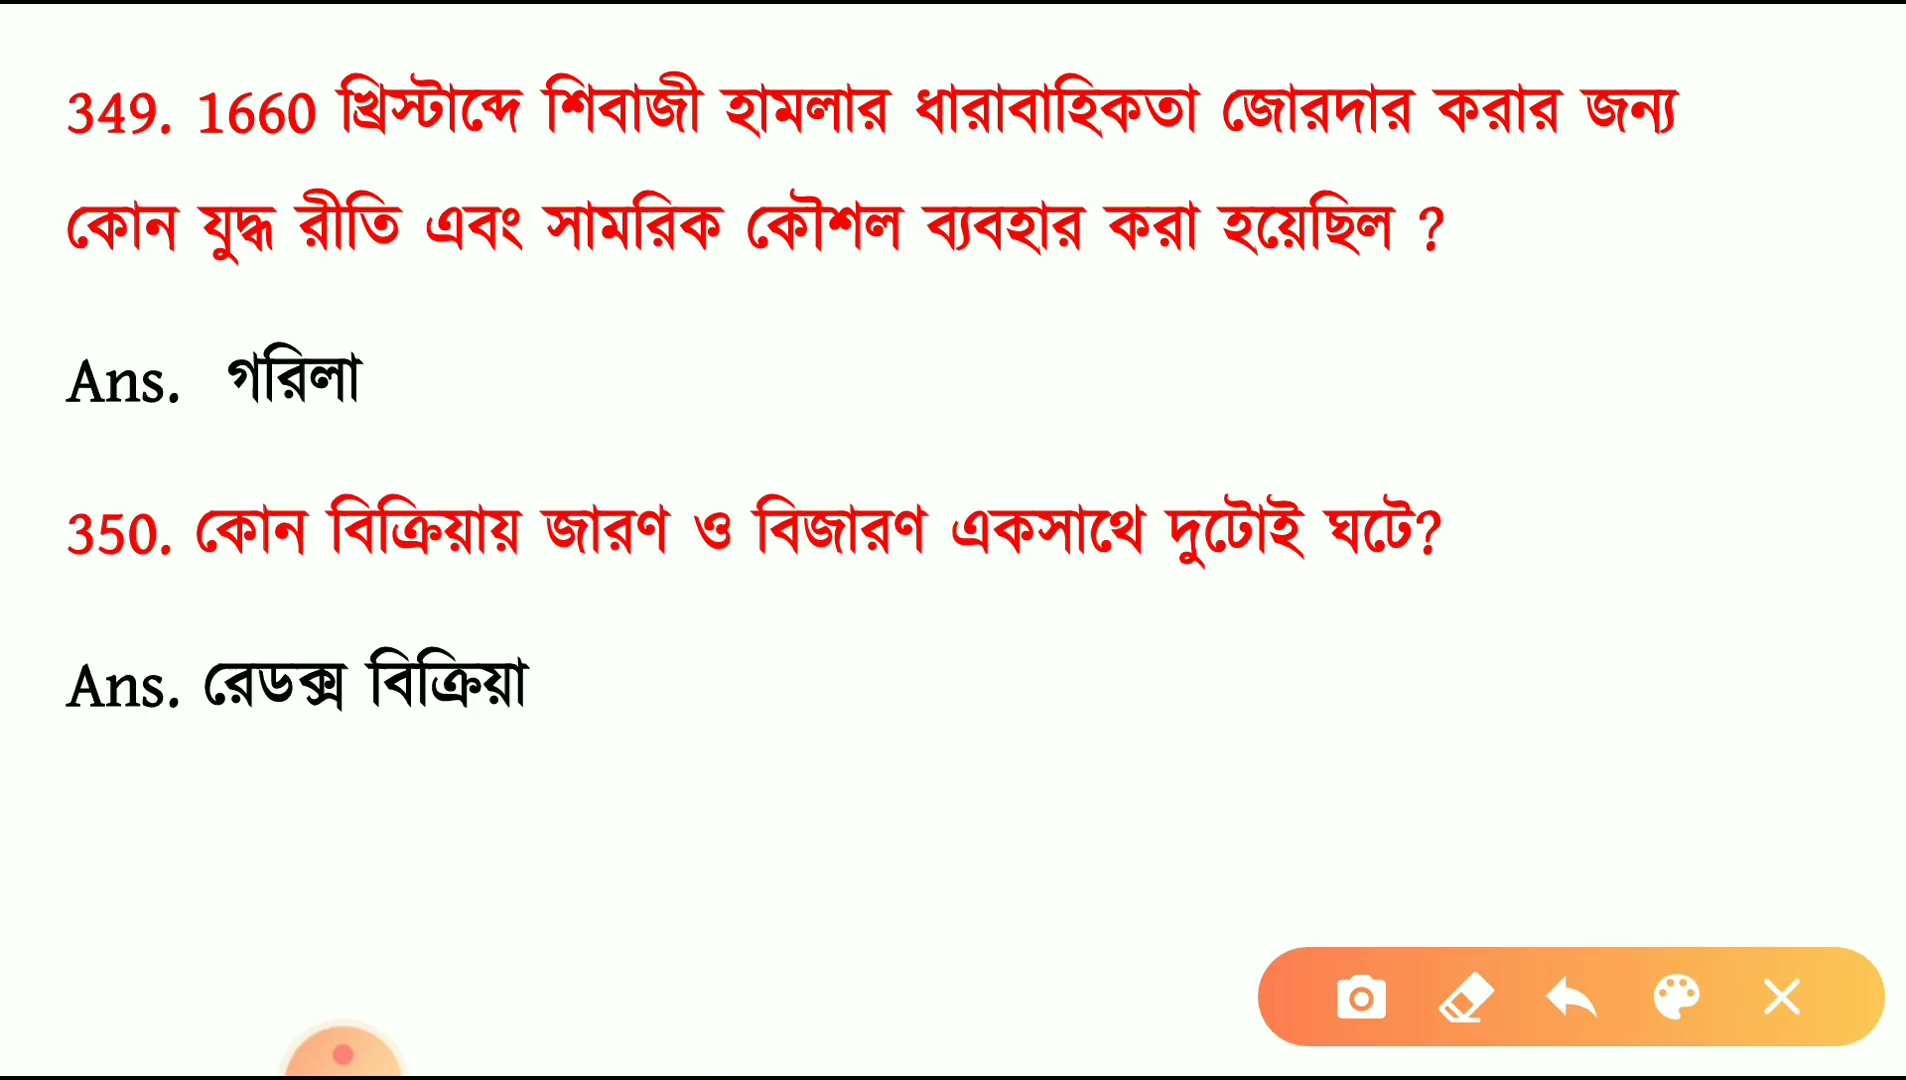 349. 1660 খ্রিস্টাব্দে শিবাজী হামলার ধারাবাহিকতা জোরদার করার জন্য
কোন যুদ্ধ রীতি এবং সামরিক কৌশল ব্যবহার করা হয়েছিল ?
Ans. গরিলা
350. কোন বিক্রিয়ায় জারণ ও বিজারণ একসাথে দুটোই ঘটে?
Ans. রেডক্স বিক্রিয়া